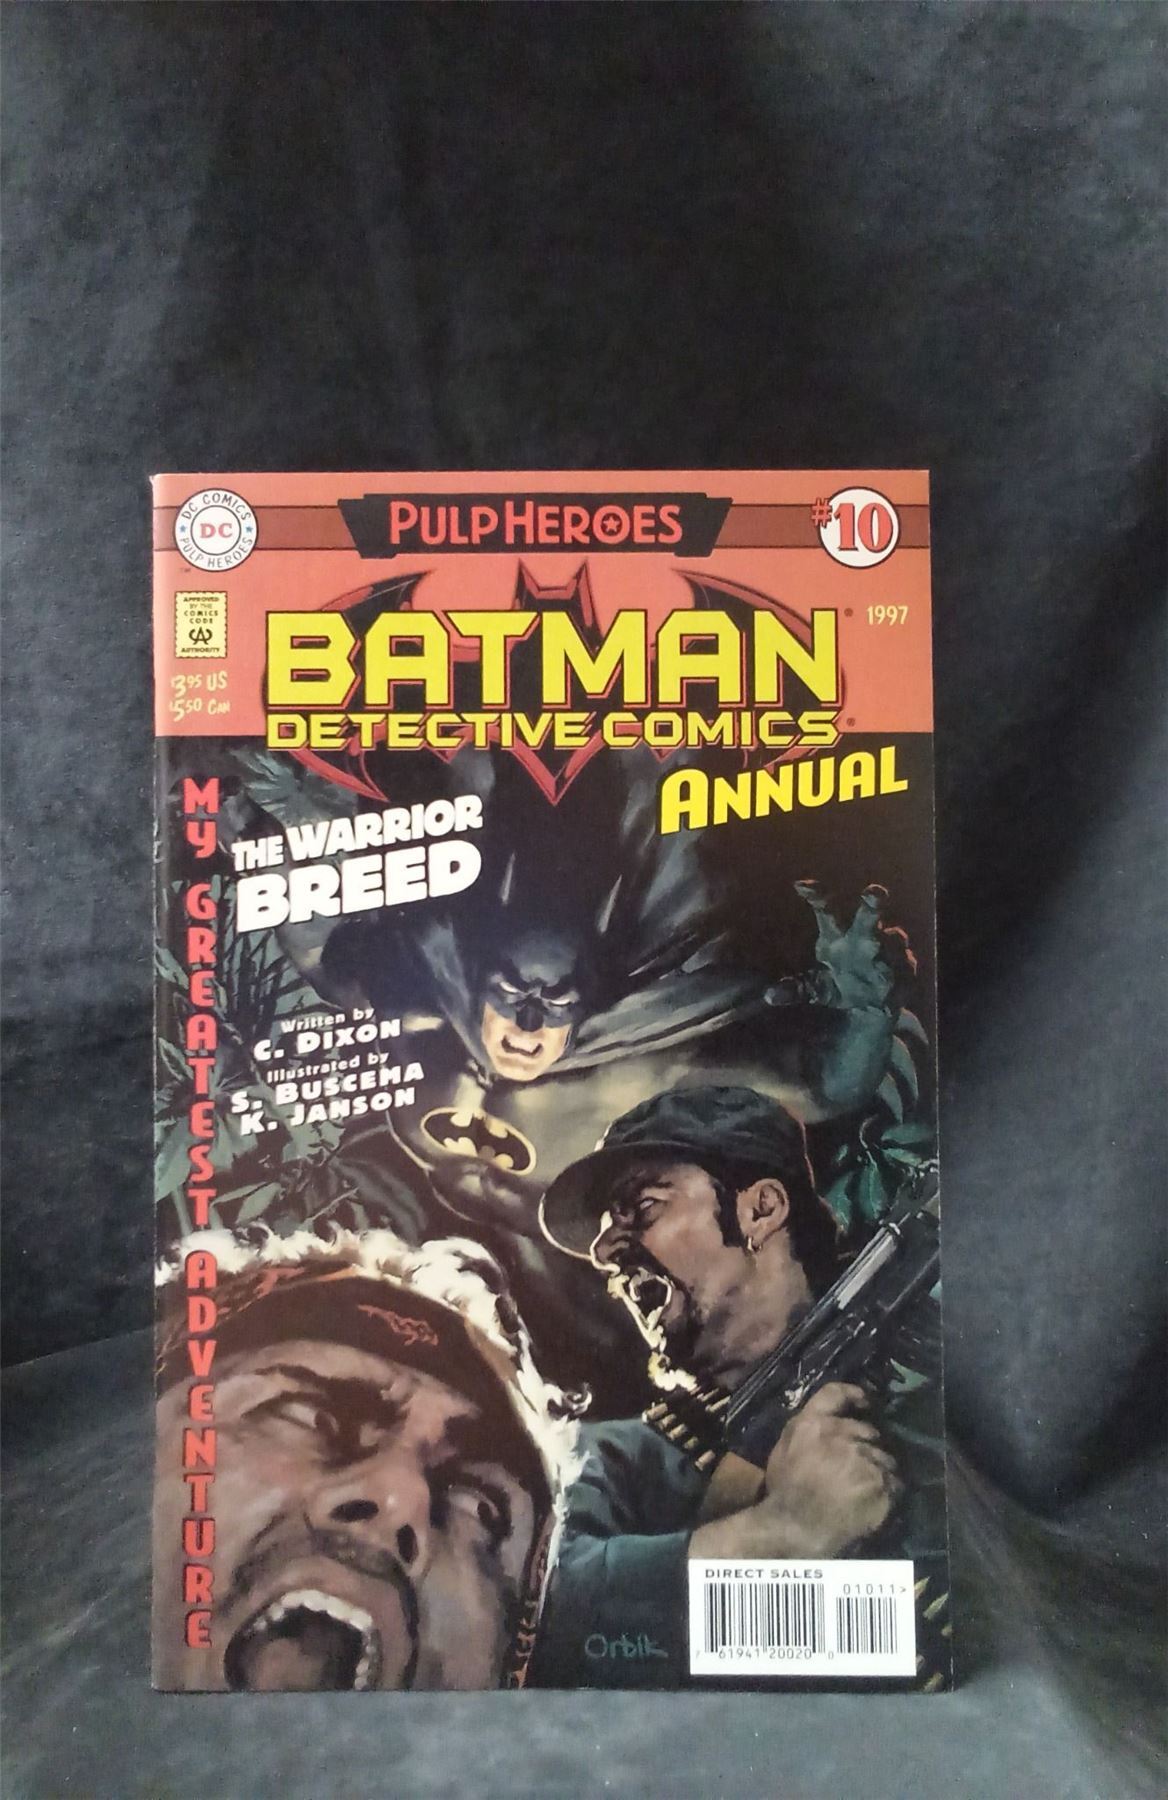 DC COMICS
DC
PULP HEROES
PULP HEROES
#10
APPROVED
BY THE
COMICS
CODE
CA
AUTHORITY
$3.95 US
$5.50 CAN
BATMAN®
1997
DETECTIVE COMICS®
ANNUAL
MY GREATEST ADVENTURE
THE WARRIOR
BREED
Written by
C. DIXON
Illustrated by
S. BUSCEMA
K. JANSON
Orbik
DIRECT SALES
01011>
7 61941 20020 0